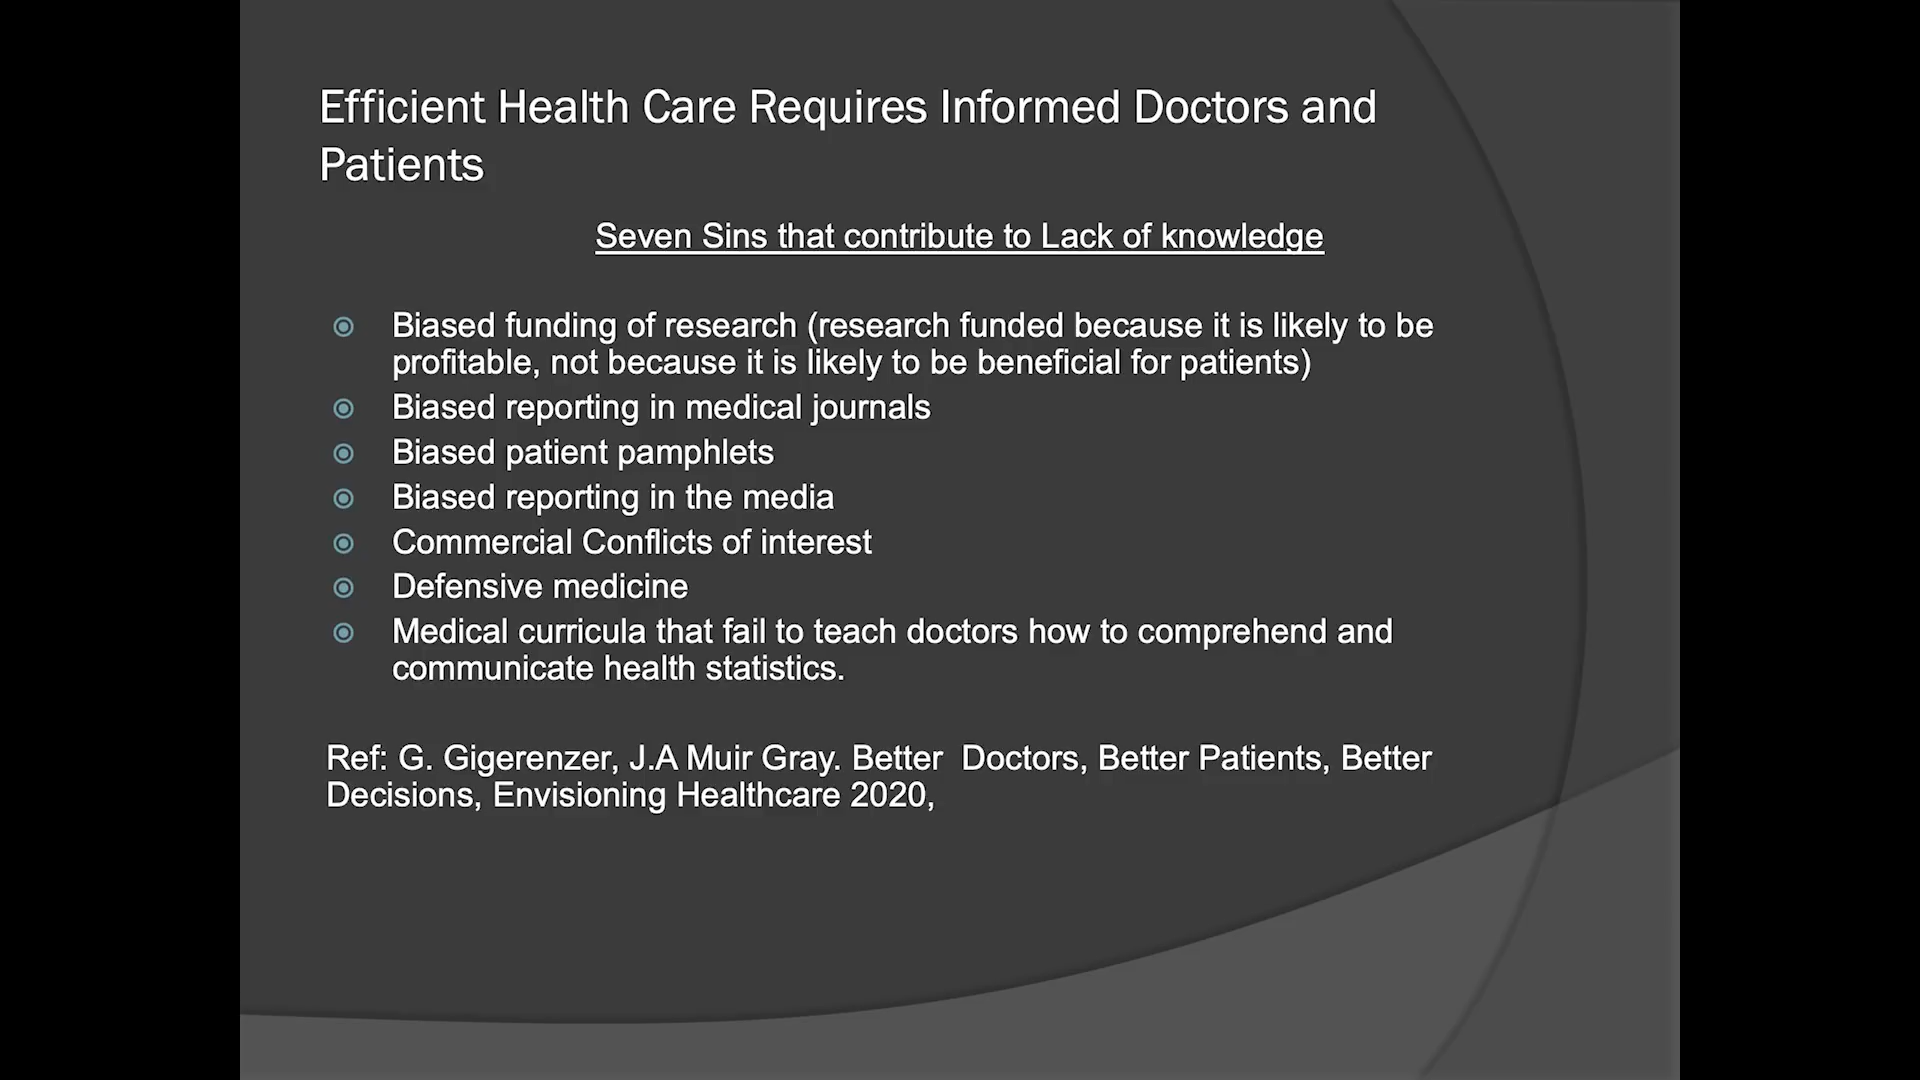 Efficient Health Care Requires Informed Doctors and
Patients
Seven Sins that contribute to Lack of knowledge
Biased funding of research (research funded because it is likely to be
profitable, not because it is likely to be beneficial for patients)
Biased reporting in medical journals
Biased patient pamphlets
Biased reporting in the media
Commercial Conflicts of interest
Defensive medicine
Medical curricula that fail to teach doctors how to comprehend and
communicate health statistics.
Ref: G. Gigerenzer, J.A Muir Gray. Better  Doctors, Better Patients, Better
Decisions, Envisioning Healthcare 2020,